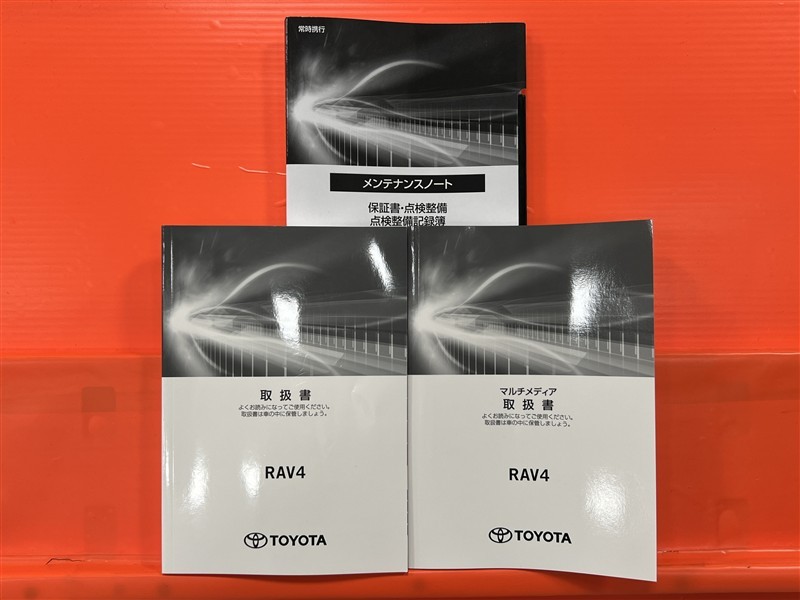 常時携行
メンテナンスノート
保証書・点検整備
点検整備記録簿
取扱書
よくお読みになってご使用ください。
取扱書は車の中に保管しましょう。
RAV4
TOYOTA
マルチメディア
取扱書
よくお読みになってご使用ください。
取扱書は車の中に保管しましょう。
RAV4
TOYOTA